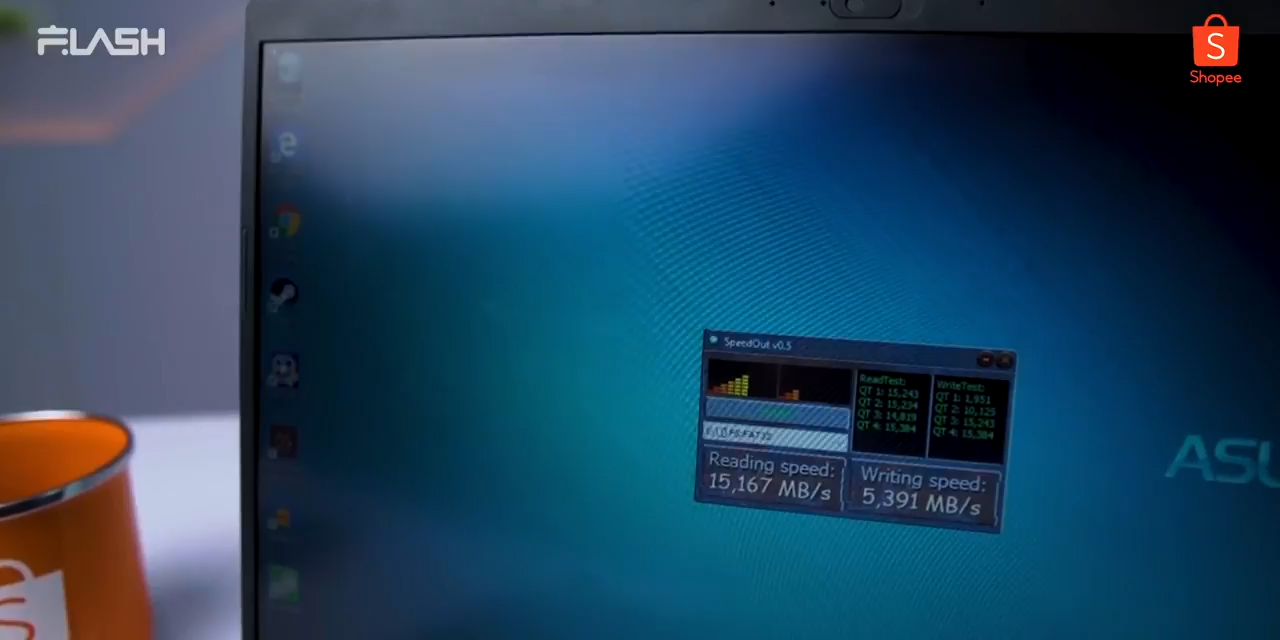 FLASH
S
Shopee
SpeedOut v0.5
ReadTest:
QT 1: 15,243
QT 2: 15,234
QT 3: 14,819
QT 4: 15,384
WriteTest:
QT 1: 1,951
QT 2: 10,125
QT 3: 15,243
QT 4: 15,384
Reading speed:
15,167 MB/s
Writing speed:
5,391 MB/s
ASU
S